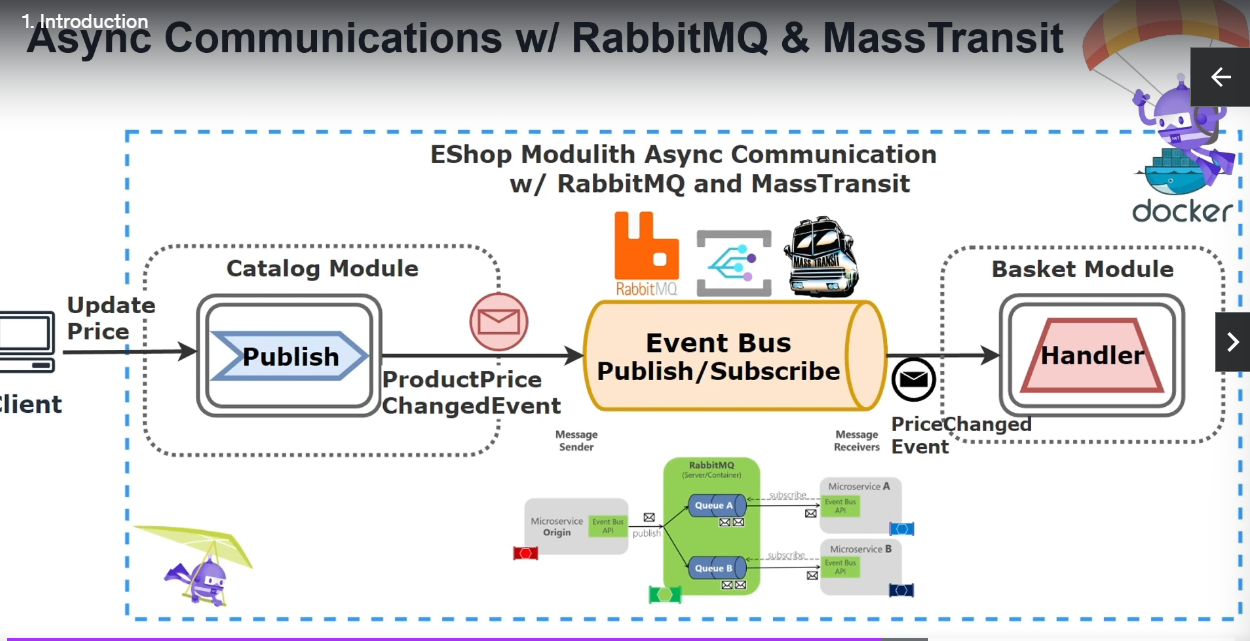 1. Introduction
Async Communications w/ RabbitMQ & MassTransit
EShop Modulith Async Communication
w/ RabbitMQ and MassTransit
docker
RabbitMQ
MASS TRANSIT
Catalog Module
Basket Module
Update
Price
Publish
Event Bus
Publish/Subscribe
Handler
ProductPrice
ChangedEvent
Client
PriceChanged
Event
Message
Sender
Message
Receivers
RabbitMQ
(Server/Container)
Microservice
Origin
Event Bus
API
publish
Queue A
subscribe
Microservice A
Event Bus
API
Queue B
subscribe
Microservice B
Event Bus
API